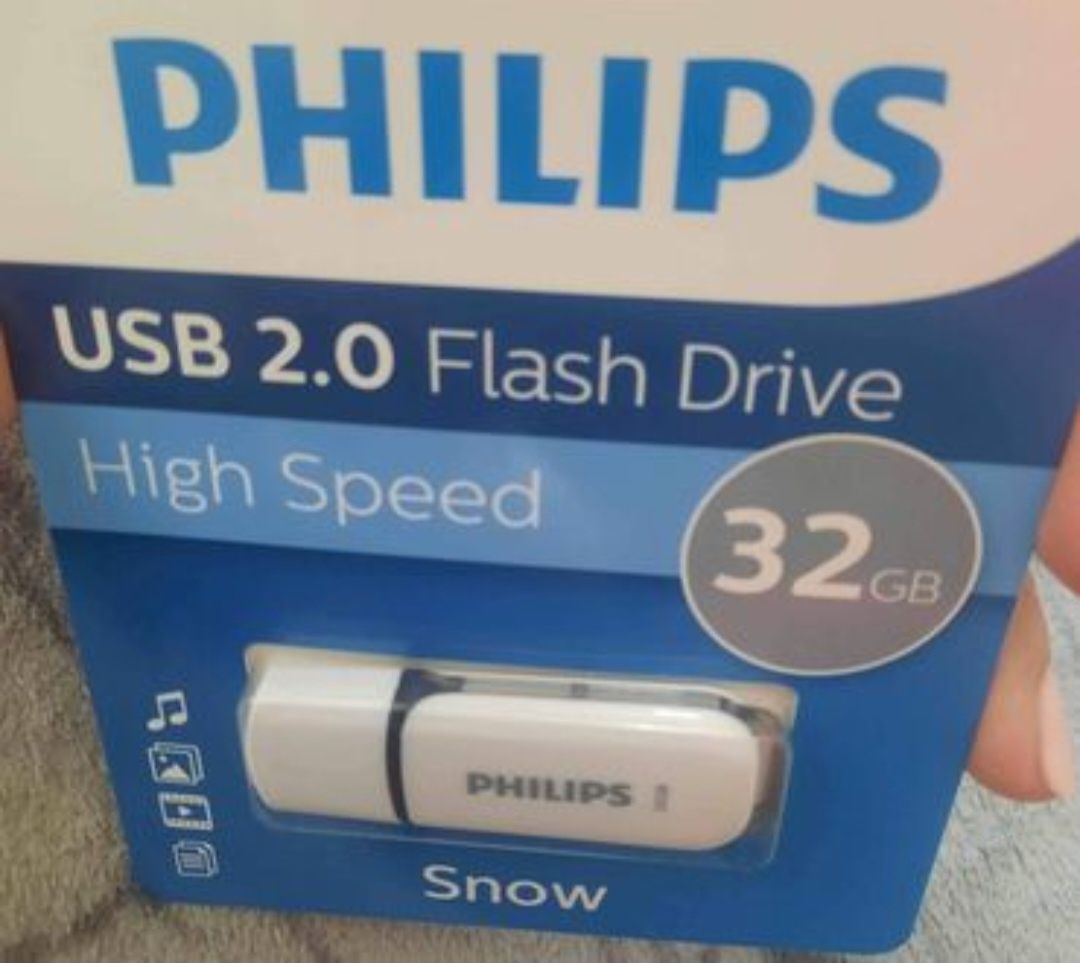 PHILIPS
USB 2.0 Flash Drive
High Speed
32GB
PHILIPS
Snow